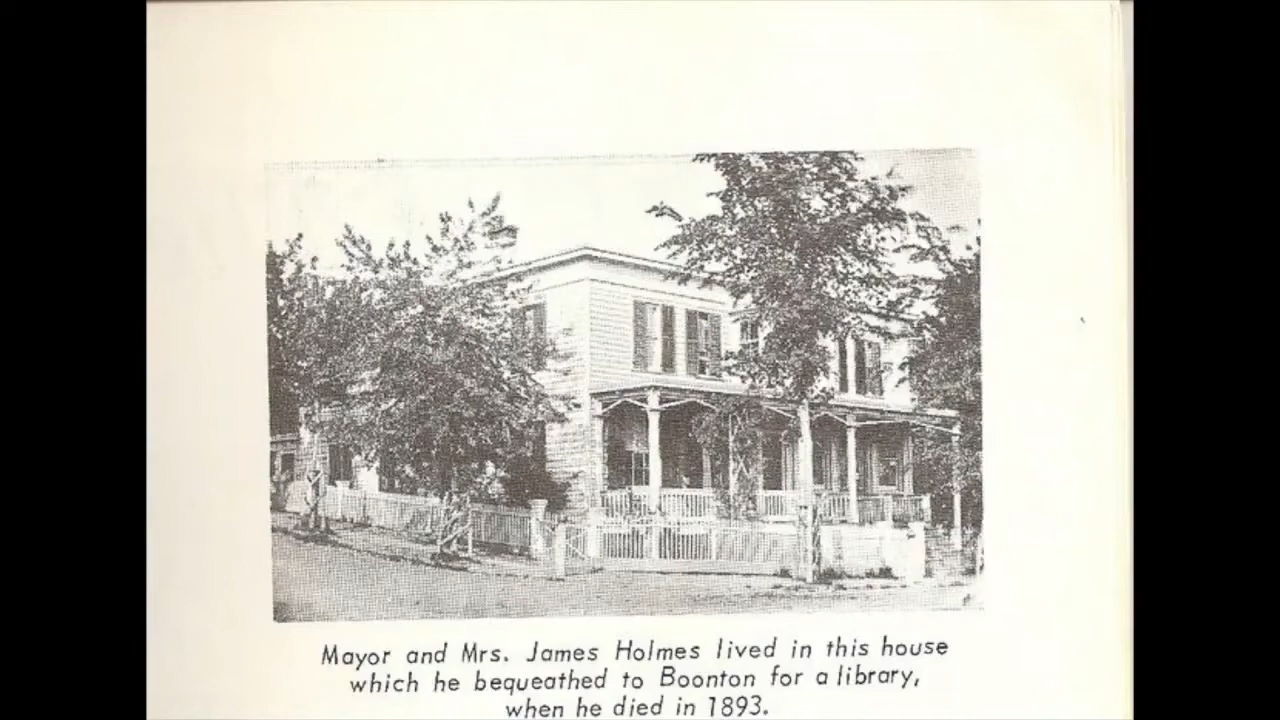 Mayor and Mrs. James Holmes lived in this house
which he bequeathed to Boonton for a library,
when he died in 1893.